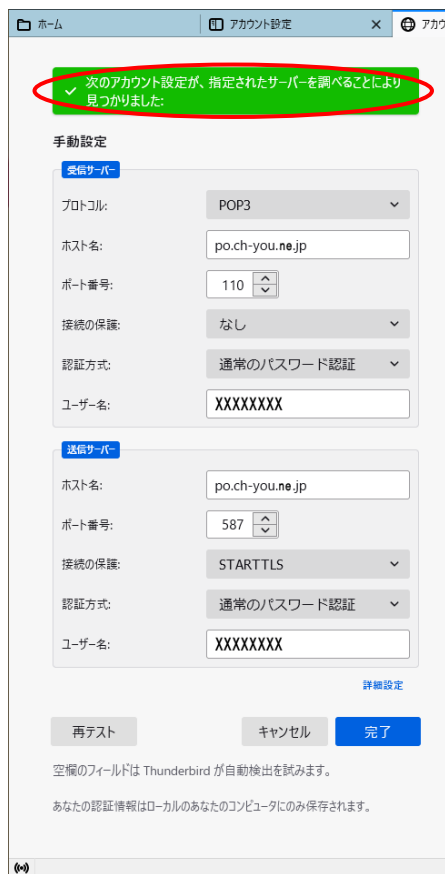 ホーム
アカウント設定
アカウ
次のアカウント設定が、指定されたサーバーを調べることにより
見つかりました:
手動設定
受信サーバー
プロトコル: POP3
ホスト名: po.ch-you.ne.jp
ポート番号: 110
接続の保護: なし
認証方式: 通常のパスワード認証
ユーザー名: XXXXXXXX
送信サーバー
ホスト名: po.ch-you.ne.jp
ポート番号: 587
接続の保護: STARTTLS
認証方式: 通常のパスワード認証
ユーザー名: XXXXXXXX
詳細設定
再テスト キャンセル 完了
空欄のフィールドは Thunderbird が自動検出を試みます。
あなたの認証情報はローカルのあなたのコンピュータにのみ保存されます。